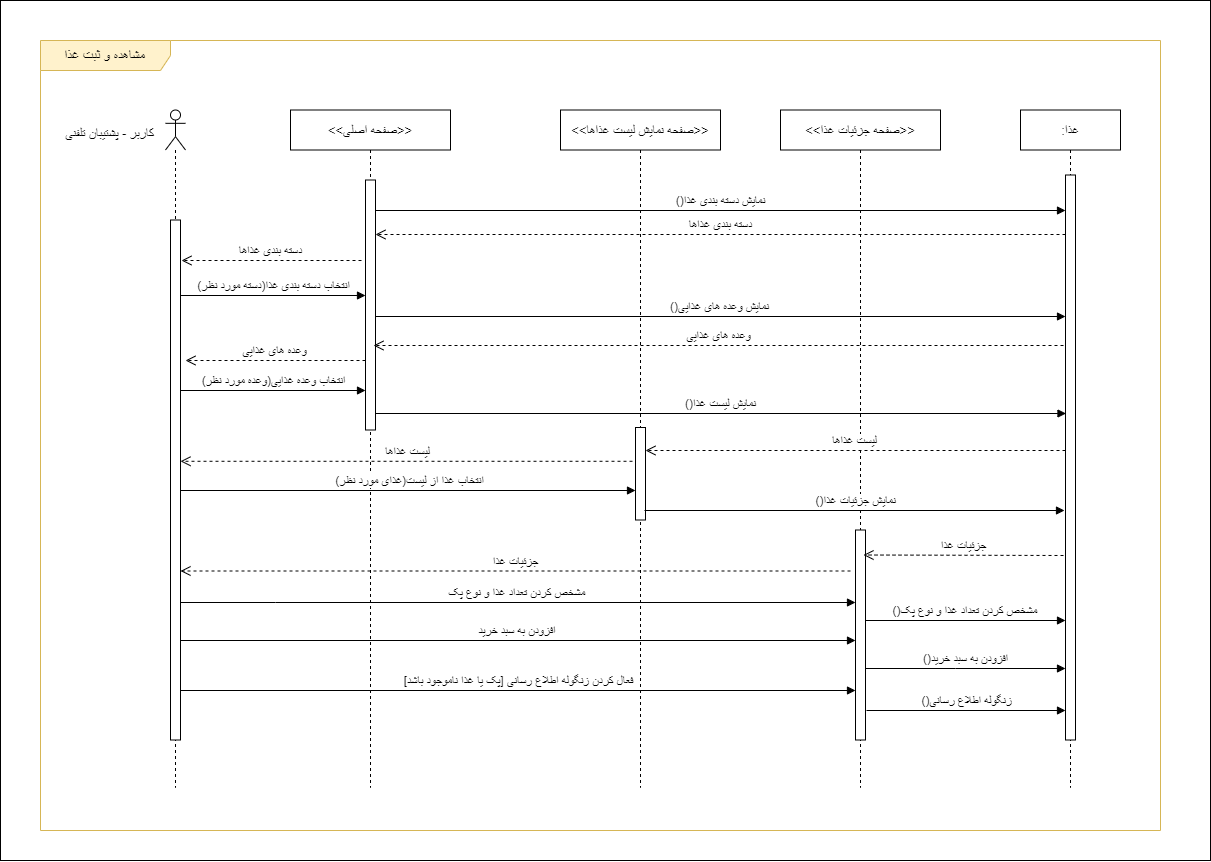 مشاهده و ثبت غذا
کاربر - پشتیبان تلفنی
<<صفحه اصلی>>
<<صفحه نمایش لیست غذاها>>
<<صفحه جزئیات غذا>>
غذا:
نمایش دسته بندی غذا()
دسته بندی غذاها
دسته بندی غذاها
انتخاب دسته بندی غذا(دسته مورد نظر)
نمایش وعده های غذایی()
وعده های غذایی
وعده های غذایی
انتخاب وعده غذایی(وعده مورد نظر)
نمایش لیست غذا()
لیست غذاها
لیست غذاها
انتخاب غذا از لیست(غذای مورد نظر)
نمایش جزئیات غذا()
جزئیات غذا
جزئیات غذا
مشخص کردن تعداد غذا و نوع پک
مشخص کردن تعداد غذا و نوع پک()
افزودن به سبد خرید
افزودن به سبد خرید()
فعال کردن زنگوله اطلاع رسانی [پک یا غذا ناموجود باشد]
زنگوله اطلاع رسانی()